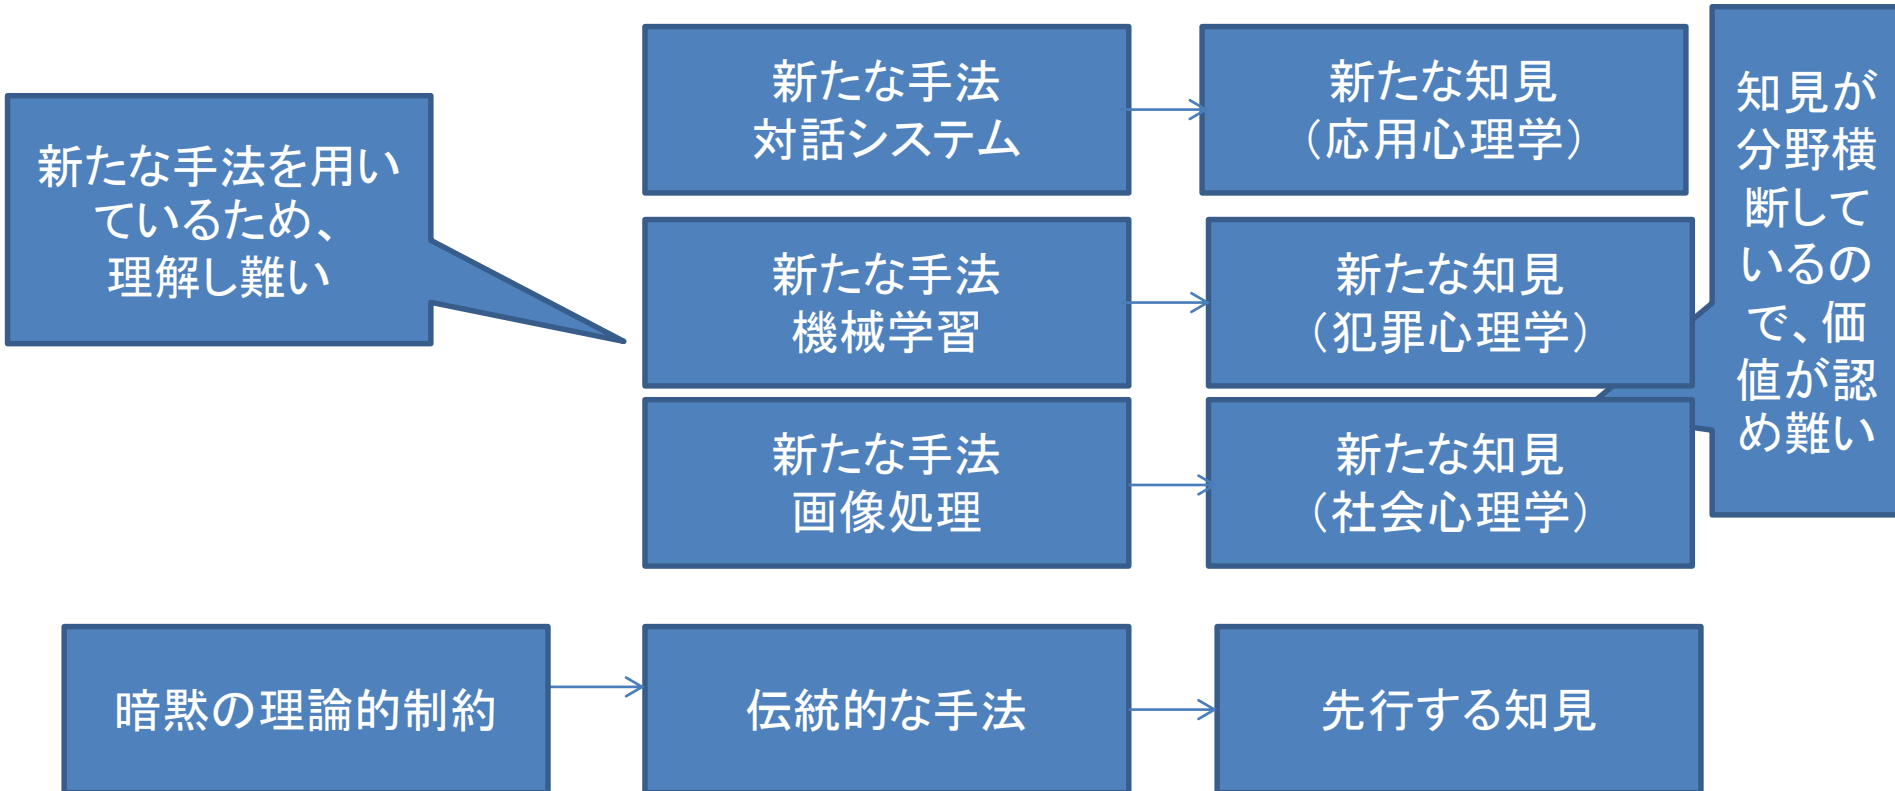 新たな手法を用い
ているため、
理解し難い
新たな手法
対話システム
新たな知見
（応用心理学）
新たな手法
機械学習
新たな知見
（犯罪心理学）
新たな手法
画像処理
新たな知見
（社会心理学）
知見が
分野横
断して
いるの
で、価
値が認
め難い
暗黙の理論的制約
伝統的な手法
先行する知見